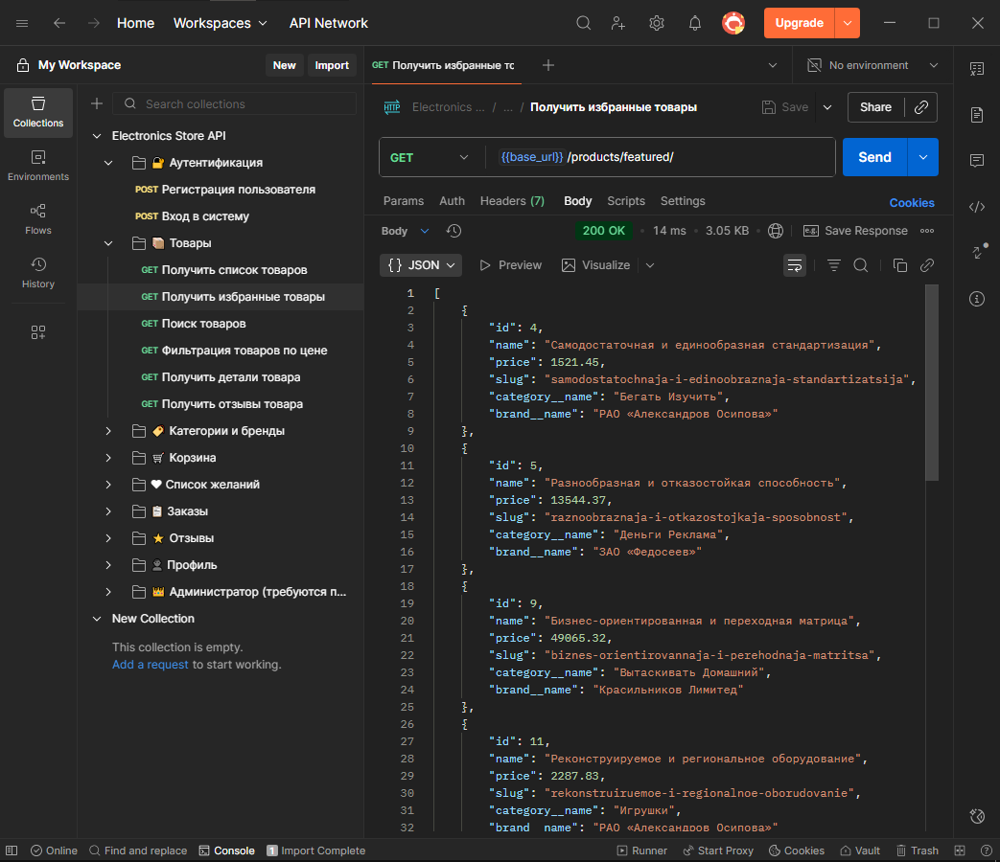 Home Workspaces API Network Upgrade
My Workspace New Import
GET Получить избранные то No environment
Collections
Environments
Flows
History
Search collections
Electronics Store API
Аутентификация
POST Регистрация пользователя
POST Вход в систему
Товары
GET Получить список товаров
GET Получить избранные товары
GET Поиск товаров
GET Фильтрация товаров по цене
GET Получить детали товара
GET Получить отзывы товара
Категории и бренды
Корзина
Список желаний
Заказы
Отзывы
Профиль
Администратор (требуются п...
New Collection
This collection is empty.
Add a request to start working.
HTTP Electronics ... / ... / Получить избранные товары Save Share
GET {{base_url}} /products/featured/ Send
Params Auth Headers (7) Body Scripts Settings Cookies
Body 200 OK • 14 ms • 3.05 KB • e.g. Save Response
{} JSON Preview Visualize
1 [
2 {
3 "id": 4,
4 "name": "Самодостаточная и единообразная стандартизация",
5 "price": 1521.45,
6 "slug": "samodostatochnaja-i-edinoobraznaja-standartizatsija",
7 "category__name": "Бегать Изучить",
8 "brand__name": "РАО «Александров Осипова»"
9 },
10 {
11 "id": 5,
12 "name": "Разнообразная и отказостойкая способность",
13 "price": 13544.37,
14 "slug": "raznoobraznaja-i-otkazostojkaja-sposobnost",
15 "category__name": "Деньги Реклама",
16 "brand__name": "ЗАО «Федосеев»"
17 },
18 {
19 "id": 9,
20 "name": "Бизнес-ориентированная и переходная матрица",
21 "price": 49065.32,
22 "slug": "biznes-orientirovannaja-i-perehodnaja-matritsa",
23 "category__name": "Вытаскивать Домашний",
24 "brand__name": "Красильников Лимитед"
25 },
26 {
27 "id": 11,
28 "name": "Реконструируемое и региональное оборудование",
29 "price": 2287.83,
30 "slug": "rekonstruiruemoe-i-regionalnoe-oborudovanie",
31 "category__name": "Игрушки",
32 "brand__name": "РАО «Александров Осипова»"
Online Find and replace Console 1 Import Complete Runner Start Proxy Cookies Vault Trash